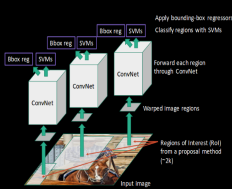 Apply bounding-box regressors
Bbox reg SVMs
Classify regions with SVMs
Bbox reg SVMs
Bbox reg SVMs
Forward each region
through ConvNet
ConvNet
ConvNet
ConvNet
Warped image regions
Regions of Interest (RoI)
from a proposal method
(~2k)
Input image